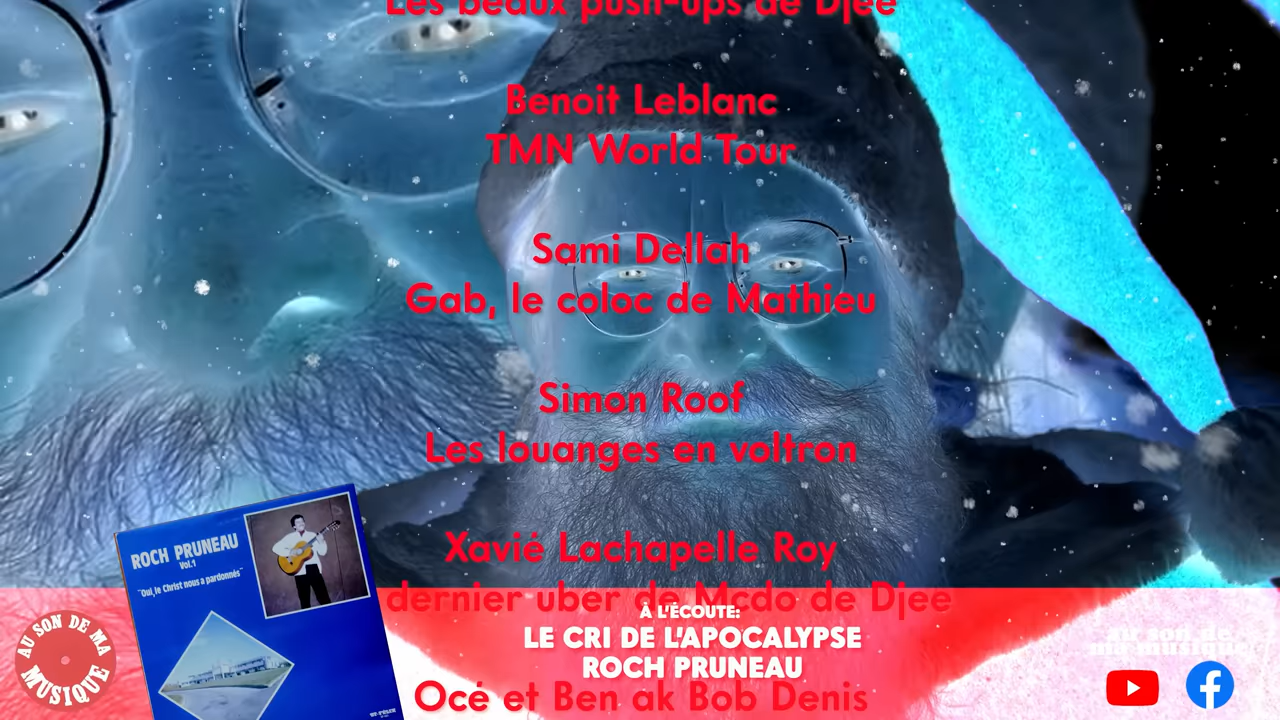 Les beaux push-ups de Djee
Benoit Leblanc
TMN World Tour
Sami Dellah
Gab, le coloc de Mathieu
Simon Roof
Les louanges en voltron
Xavié Lachapelle Roy
dernier uber de Mcdo de Djee
Océ et Ben ak Bob Denis
ROCH PRUNEAU
Vol.1
"Oui, le Christ nous a pardonnés"
AU SON DE MA
MUSIQUE
À L'ÉCOUTE:
LE CRI DE L'APOCALYPSE
ROCH PRUNEAU
au son de
ma musique